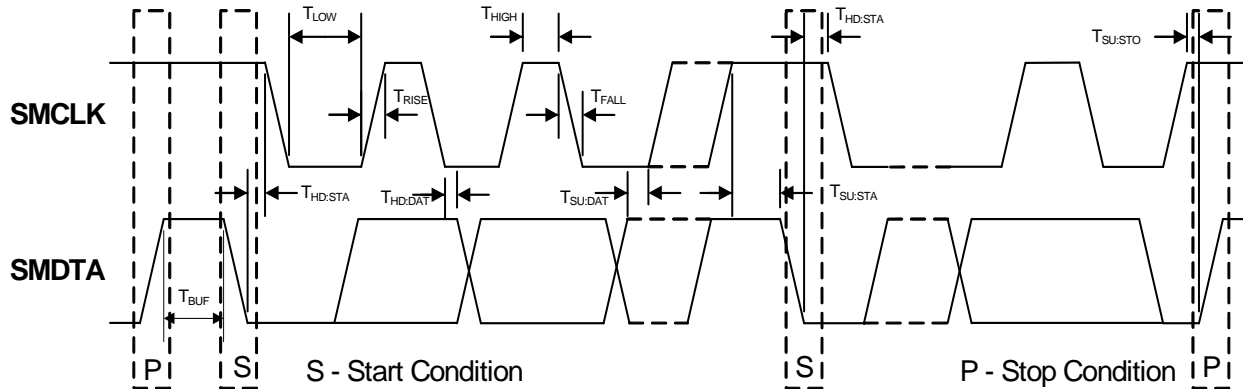 TLOW
THIGH
THD:STA
TSU:STO
SMCLK
TRISE
TFALL
THD:STA
THD:DAT
TSU:DAT
TSU:STA
SMDTA
TBUF
P
S
S - Start Condition
S
P - Stop Condition
P